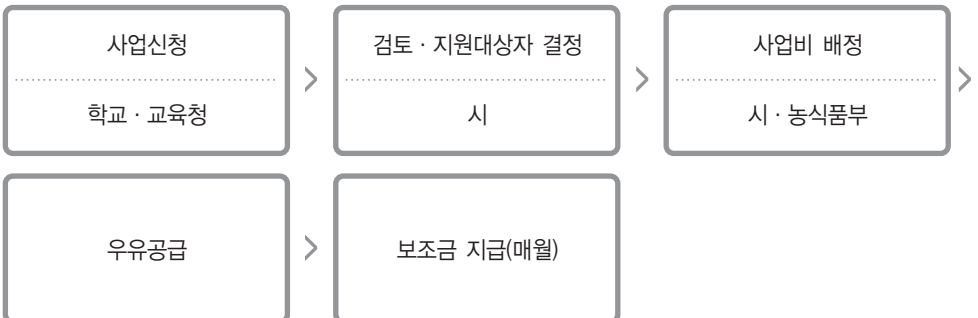 사업신청
학교 · 교육청
검토 · 지원대상자 결정
시
사업비 배정
시 · 농식품부
우유공급
보조금 지급(매월)